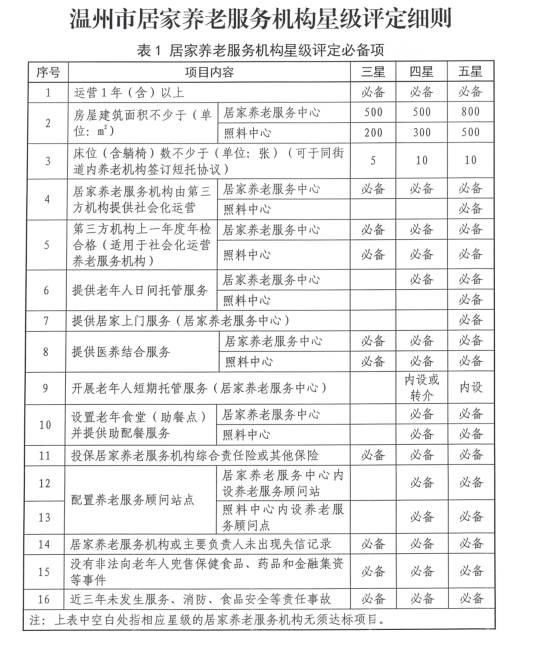 温州市居家养老服务机构星级评定细则
表1 居家养老服务机构星级评定必备项
序号 项目内容 三星 四星 五星
1 运营1年（含）以上 必备 必备 必备
2 房屋建筑面积不少于（单位：㎡） 居家养老服务中心 500 500 800
照料中心 200 300 500
3 床位（含躺椅）数不少于（单位：张）（可于同街道内养老机构签订短托协议） 5 10 10
4 居家养老服务机构由第三方机构提供社会化运营 居家养老服务中心 必备 必备 必备
照料中心 必备
5 第三方机构上一年度年检合格（适用于社会化运营养老服务机构） 居家养老服务中心 必备 必备 必备
照料中心 必备 必备 必备
6 提供老年人日间托管服务 居家养老服务中心 必备 必备
照料中心 必备
7 提供居家上门服务（居家养老服务中心） 必备
8 提供医养结合服务 居家养老服务中心 必备 必备 必备
照料中心 必备 必备 必备
9 开展老年人短期托管服务（居家养老服务中心） 内设或转介 内设
10 设置老年食堂（助餐点）并提供助配餐服务 居家养老服务中心 必备 必备
照料中心 必备 必备
11 投保居家养老服务机构综合责任险或其他保险 必备 必备 必备
12 配置养老服务顾问站点 居家养老服务中心内设养老服务顾问站 必备 必备
13 照料中心内设养老服务顾问点 必备 必备
14 居家养老服务机构或主要负责人未出现失信记录 必备 必备 必备
15 没有非法向老年人兜售保健食品、药品和金融集资等事件 必备 必备 必备
16 近三年未发生服务、消防、食品安全等责任事故 必备 必备 必备
注：上表中空白处指相应星级的居家养老服务机构无须达标项目。